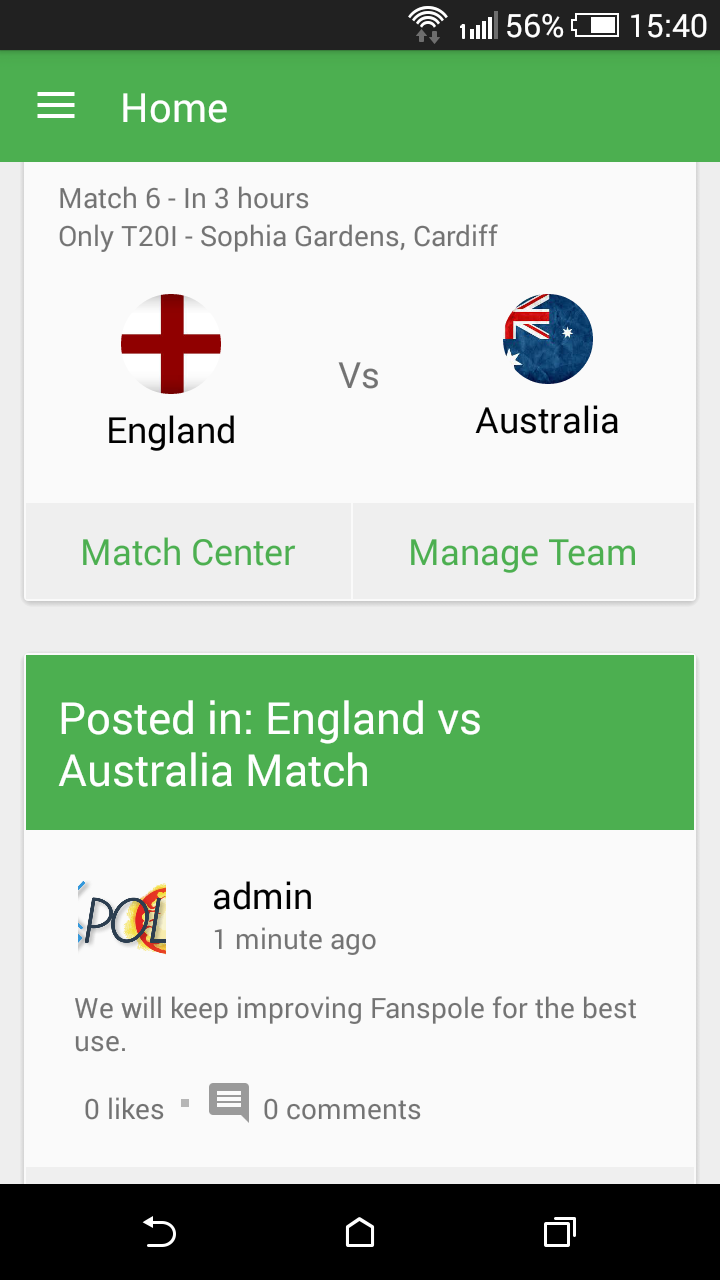 56% 15:40
Home
Match 6 - In 3 hours
Only T20I - Sophia Gardens, Cardiff
Vs
England
Australia
Match Center
Manage Team
Posted in: England vs
Australia Match
POL
admin
1 minute ago
We will keep improving Fanspole for the best
use.
0 likes
0 comments